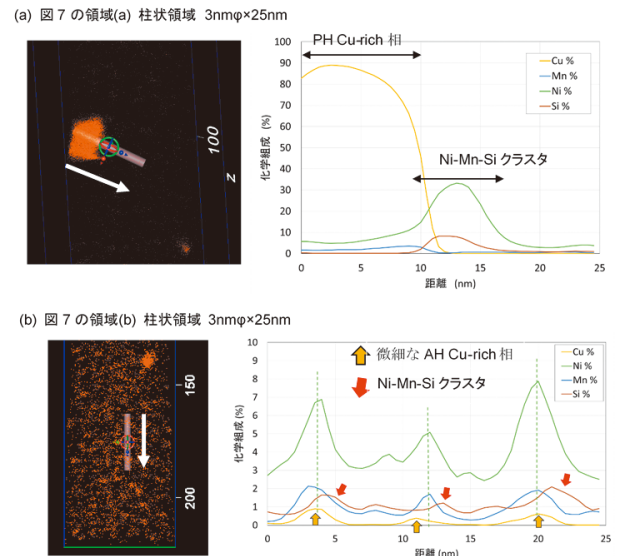 (a) 図７の領域(a) 柱状領域 3nmφ×25nm
100
z
PH Cu-rich 相
Ni-Mn-Si クラスタ
Cu %
Mn %
Ni %
Si %
化学組成 (%)
100
90
80
70
60
50
40
30
20
10
0
0 5 10 15 20 25
距離 (nm)
(b) 図７の領域(b) 柱状領域 3nmφ×25nm
150
200
微細な AH Cu-rich 相
Ni-Mn-Si クラスタ
Cu %
Ni %
Mn %
Si %
化学組成(%)
10
9
8
7
6
5
4
3
2
1
0
0 5 10 15 20 25
距離 (nm)